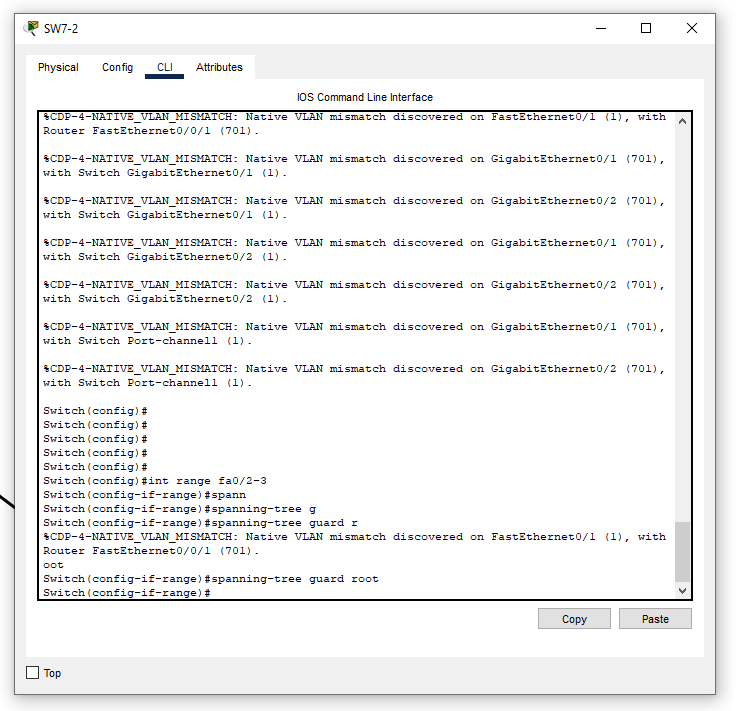 SW7-2
Physical Config CLI Attributes
IOS Command Line Interface
%CDP-4-NATIVE_VLAN_MISMATCH: Native VLAN mismatch discovered on FastEthernet0/1 (1), with
Router FastEthernet0/0/1 (701).
%CDP-4-NATIVE_VLAN_MISMATCH: Native VLAN mismatch discovered on GigabitEthernet0/1 (701),
with Switch GigabitEthernet0/1 (1).
%CDP-4-NATIVE_VLAN_MISMATCH: Native VLAN mismatch discovered on GigabitEthernet0/2 (701),
with Switch GigabitEthernet0/1 (1).
%CDP-4-NATIVE_VLAN_MISMATCH: Native VLAN mismatch discovered on GigabitEthernet0/1 (701),
with Switch GigabitEthernet0/2 (1).
%CDP-4-NATIVE_VLAN_MISMATCH: Native VLAN mismatch discovered on GigabitEthernet0/2 (701),
with Switch GigabitEthernet0/2 (1).
%CDP-4-NATIVE_VLAN_MISMATCH: Native VLAN mismatch discovered on GigabitEthernet0/1 (701),
with Switch Port-channel1 (1).
%CDP-4-NATIVE_VLAN_MISMATCH: Native VLAN mismatch discovered on GigabitEthernet0/2 (701),
with Switch Port-channel1 (1).
Switch(config)#
Switch(config)#
Switch(config)#
Switch(config)#
Switch(config)#
Switch(config)#int range fa0/2-3
Switch(config-if-range)#spann
Switch(config-if-range)#spanning-tree g
Switch(config-if-range)#spanning-tree guard r
%CDP-4-NATIVE_VLAN_MISMATCH: Native VLAN mismatch discovered on FastEthernet0/1 (1), with
Router FastEthernet0/0/1 (701).
oot
Switch(config-if-range)#spanning-tree guard root
Switch(config-if-range)#
Copy Paste
Top